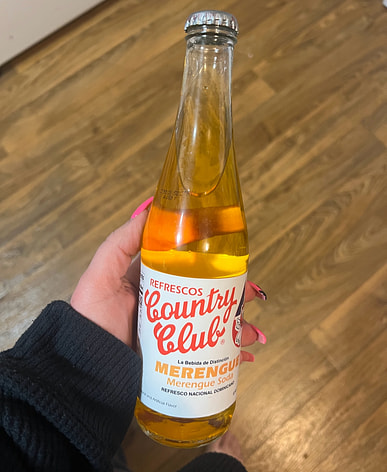 REFRESCOS
Country
Club®
La Bebida de Distinción
MERENGUE
Merengue Soda
REFRESCO NACIONAL DOMINICANO